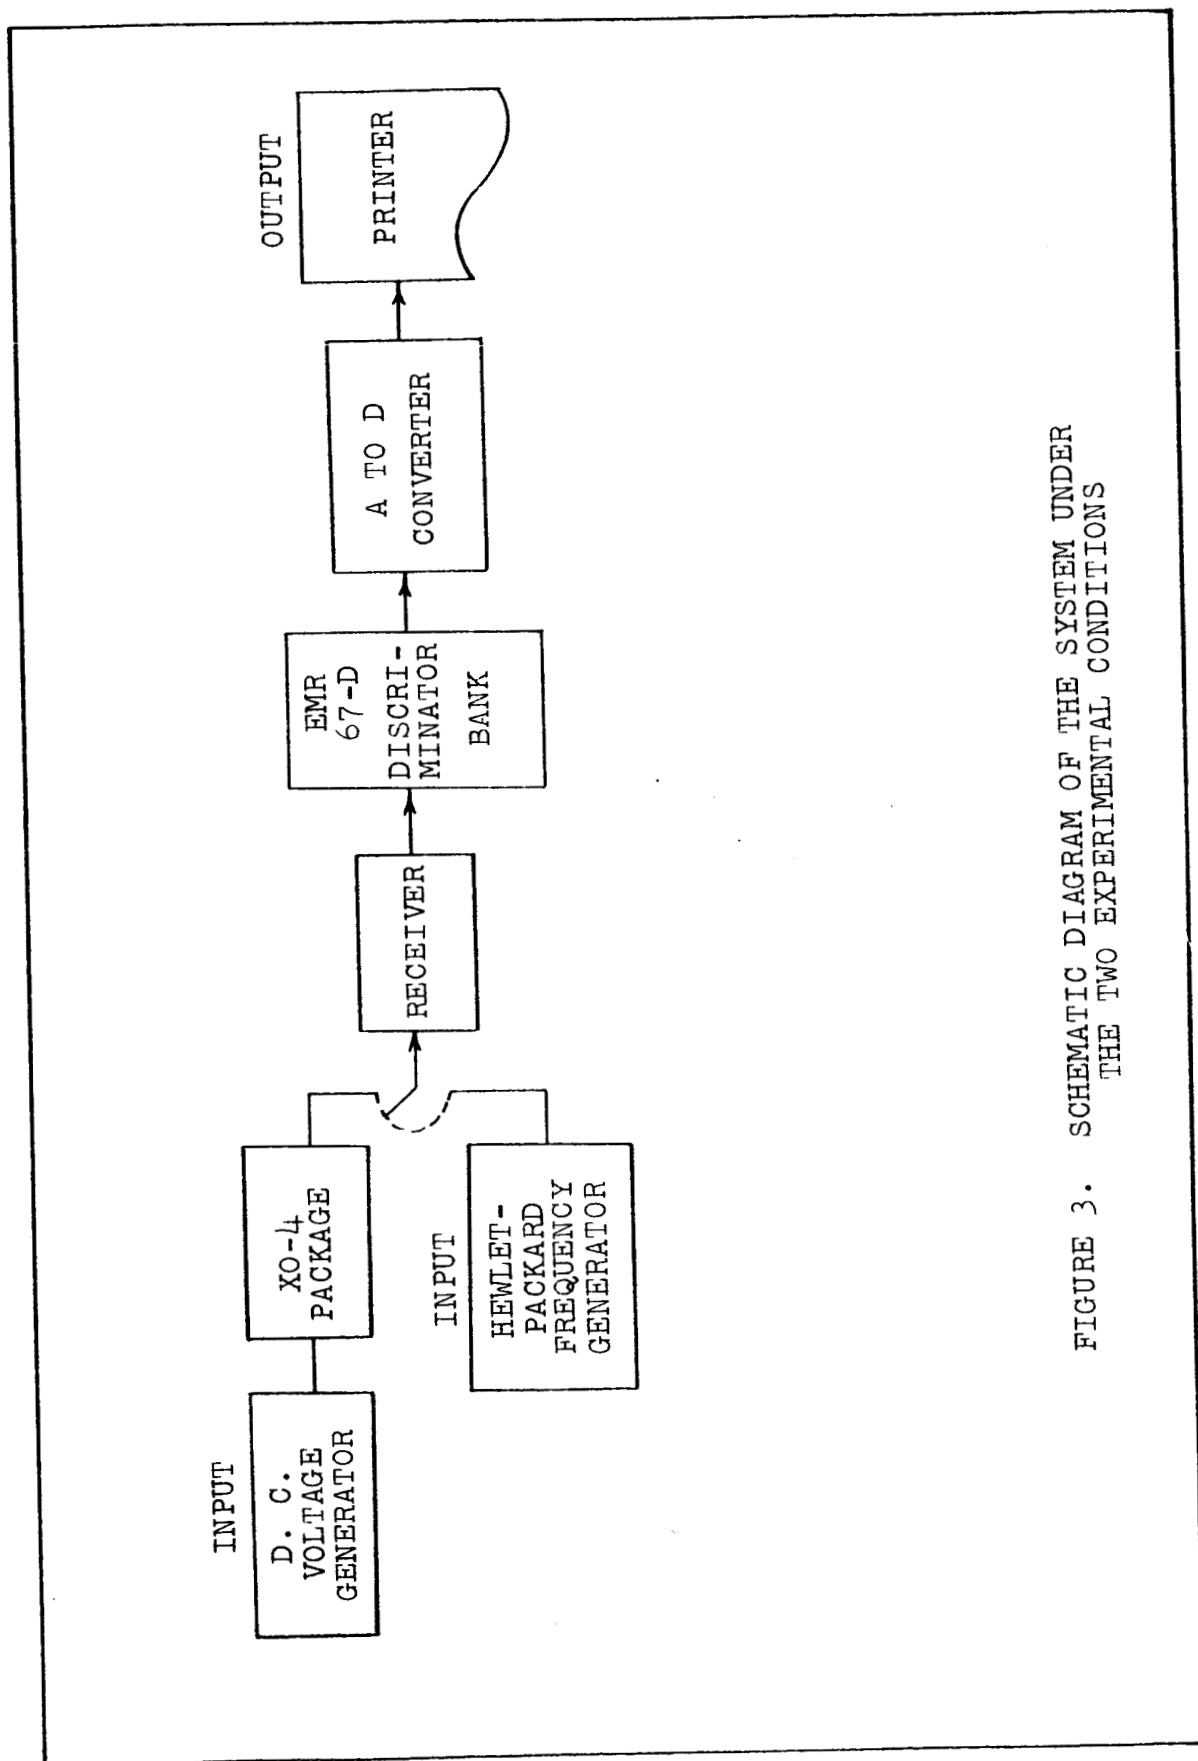 INPUT
D. C.
VOLTAGE
GENERATOR
XO-4
PACKAGE
INPUT
HEWLET-
PACKARD
FREQUENCY
GENERATOR
RECEIVER
EMR
67-D
DISCRI-
MINATOR
BANK
A TO D
CONVERTER
OUTPUT
PRINTER
FIGURE 3. SCHEMATIC DIAGRAM OF THE SYSTEM UNDER
THE TWO EXPERIMENTAL CONDITIONS